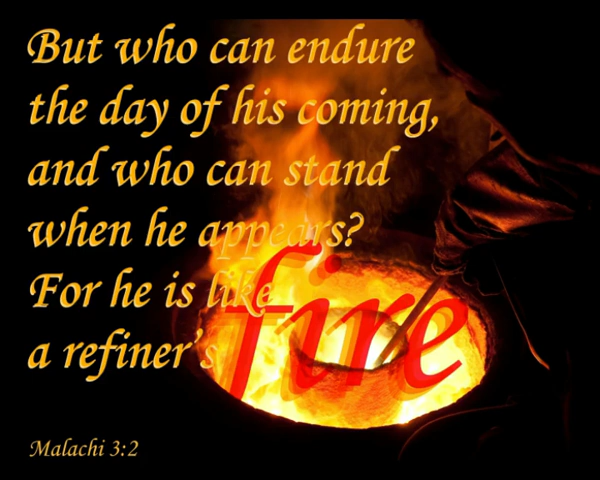 But who can endure
the day of his coming,
and who can stand
when he appears?
For he is like
a refiner's fire
Malachi 3:2